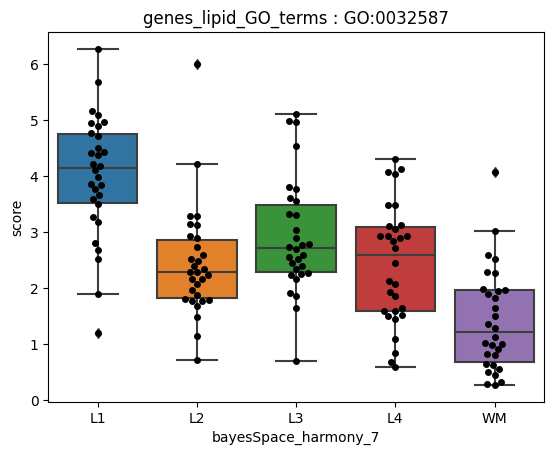 genes_lipid_GO_terms : GO:0032587
6
5
4
3
2
1
0
score
L1 L2 L3 L4 WM
bayesSpace_harmony_7